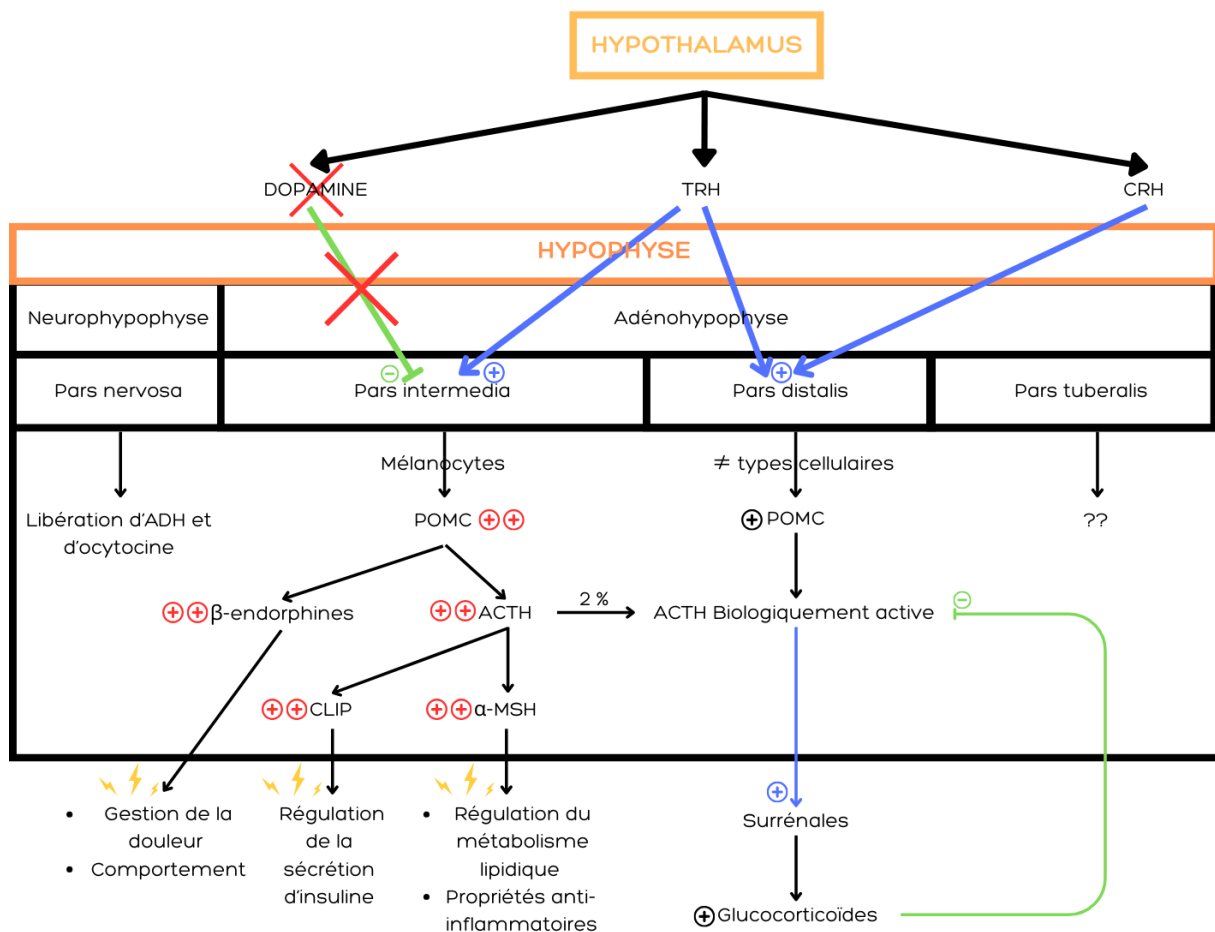 HYPOTHALAMUS
DOPAMINE
TRH
CRH
HYPOPHYSE
Neurophypophyse
Adénohypophyse
Pars nervosa
Pars intermedia
Pars distalis
Pars tuberalis
Mélanocytes
≠ types cellulaires
Libération d'ADH et
d'ocytocine
POMC
POMC
??
β-endorphines
ACTH
2 %
ACTH Biologiquement active
CLIP
α-MSH
• Gestion de la
douleur
• Comportement
Régulation
de la
sécrétion
d'insuline
• Régulation du
métabolisme
lipidique
• Propriétés anti-
inflammatoires
Surrénales
Glucocorticoïdes